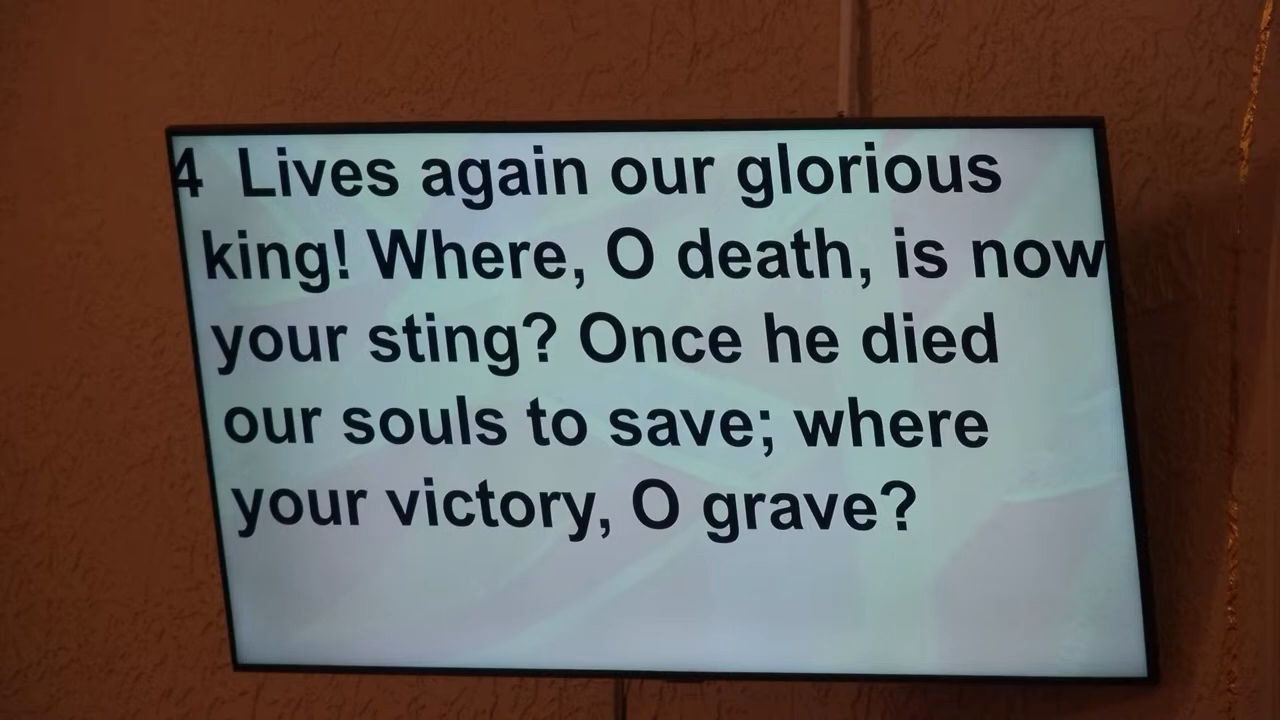 4 Lives again our glorious
king! Where, O death, is now
your sting? Once he died
our souls to save; where
your victory, O grave?